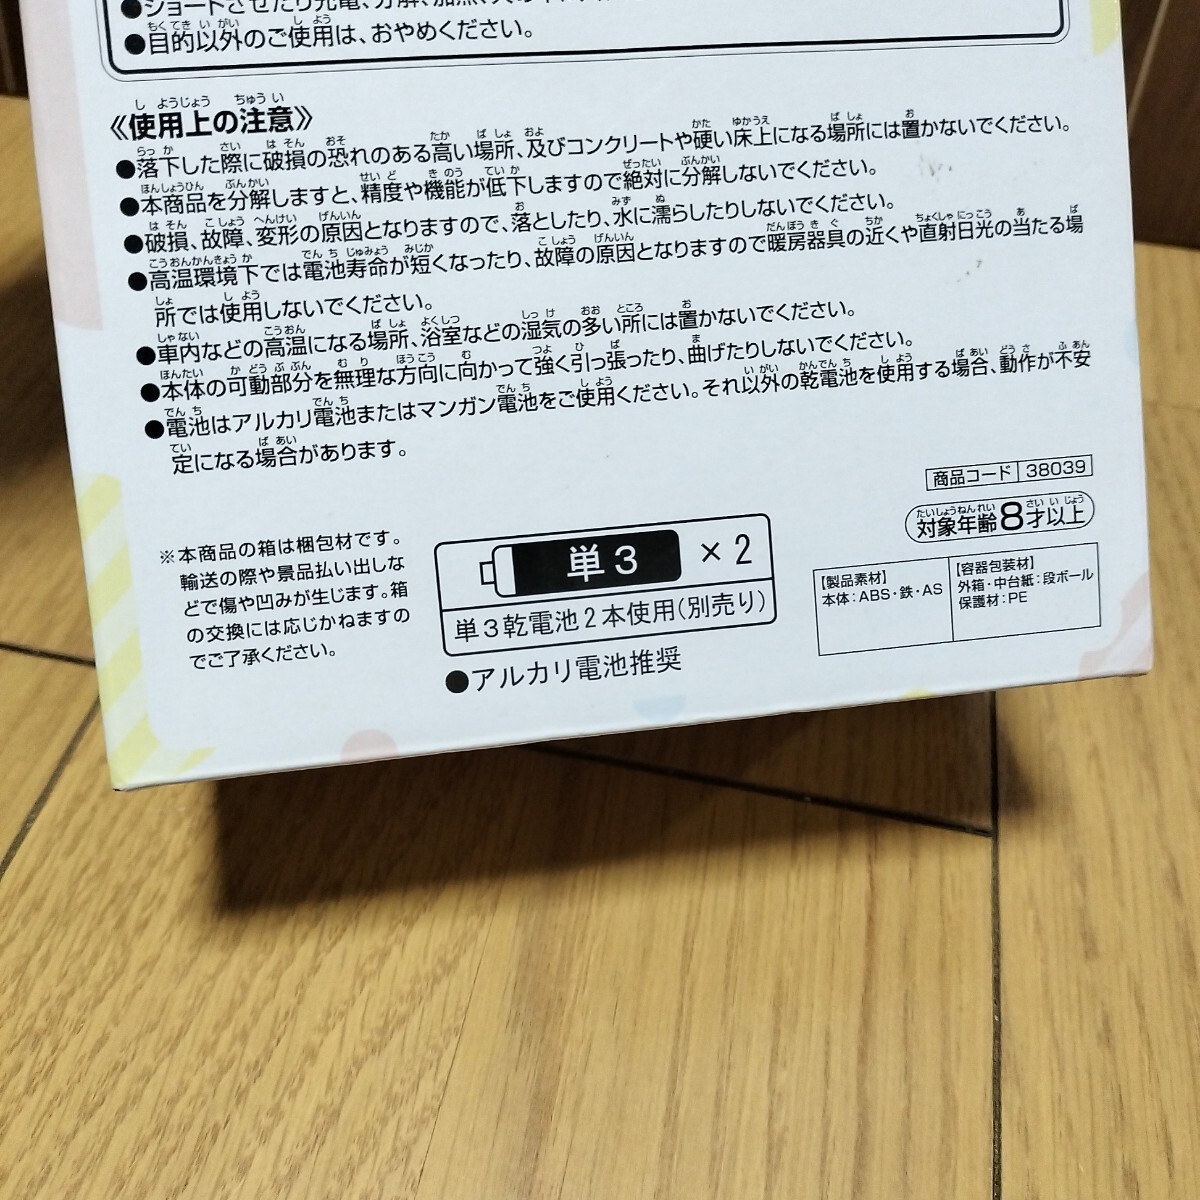 ●ショートさせたり充電、分解、加熱、
●目的以外のご使用は、おやめください。
《使用上の注意》
●落下した際に破損の恐れのある高い場所、及びコンクリートや硬い床上になる場所には置かないでください。
●本商品を分解しますと、精度や機能が低下しますので絶対に分解しないでください。
●破損、故障、変形の原因となりますので、落としたり、水に濡らしたりしないでください。
●高温環境下では電池寿命が短くなったり、故障の原因となりますので暖房器具の近くや直射日光の当たる場
所では使用しないでください。
●車内などの高温になる場所、浴室などの湿気の多い所には置かないでください。
●本体の可動部分を無理な方向に向かって強く引っ張ったり、曲げたりしないでください。
●電池はアルカリ電池またはマンガン電池をご使用ください。それ以外の乾電池を使用する場合、動作が不安
定になる場合があります。
商品コード 38039
対象年齢8才以上
※本商品の箱は梱包材です。
輸送の際や景品払い出しな
どで傷や凹みが生じます。箱
の交換には応じかねますの
でご了承ください。
単3 ×2
単3乾電池2本使用(別売り)
●アルカリ電池推奨
【製品素材】
本体:ABS・鉄・AS
【容器包装材】
外箱・中台紙:段ボール
保護材:PE